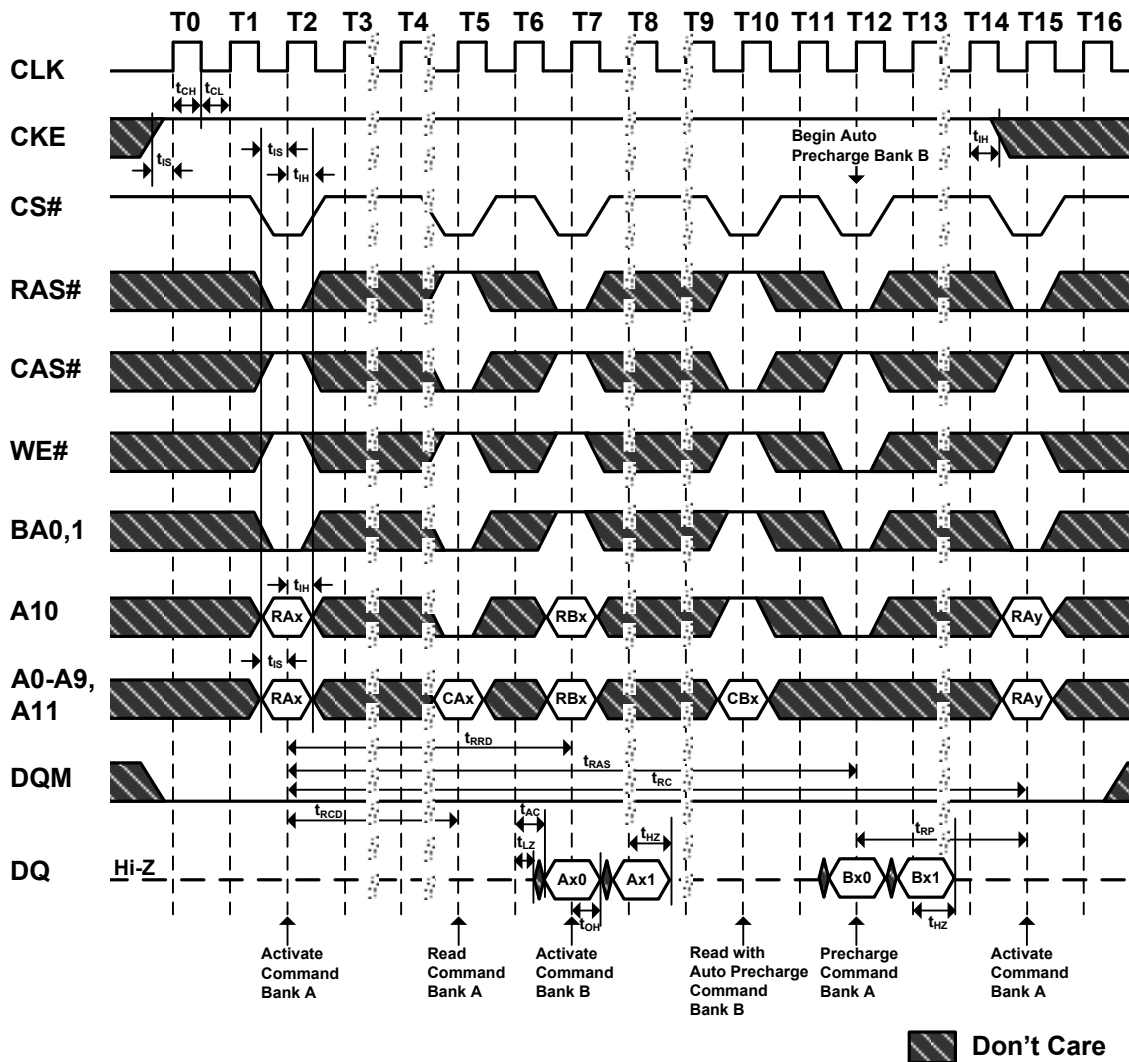 T0 T1 T2 T3 T4 T5 T6 T7 T8 T9 T10 T11 T12 T13 T14 T15 T16
CLK
tCH tCL
CKE
tIS
tIS
tIH
Begin Auto
Precharge Bank B
tIH
CS#
RAS#
CAS#
WE#
BA0,1
tIH
A10
RAx RBx RAy
tIS
A0-A9,
A11
RAx CAx RBx CBx RAy
tRRD
tRAS
tRC
DQM
tRCD
tAC
tLZ
tHZ
tRP
DQ
Hi-Z
Ax0 Ax1 Bx0 Bx1
tOH
tHZ
Activate
Command
Bank A
Read
Command
Bank A
Activate
Command
Bank B
Read with
Auto Precharge
Command
Bank B
Precharge
Command
Bank A
Activate
Command
Bank A
Don't Care